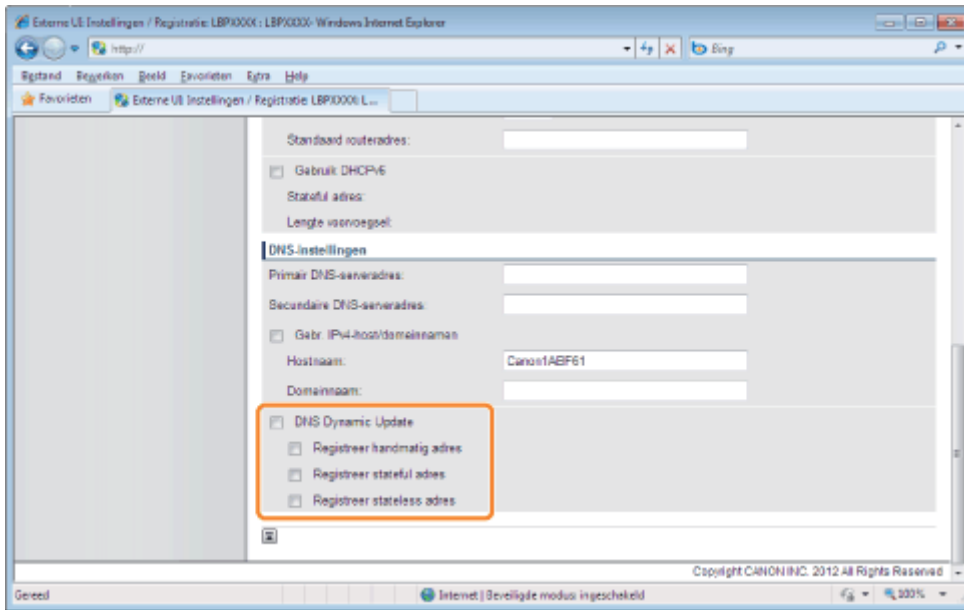 Externe UI: Instellingen / Registratie: LBPXXXX : LBPXXXX- Windows Internet Explorer
http://
Bing
Bestand Bewerken Beeld Favorieten Extra Help
Favorieten
Externe UI: Instellingen / Registratie: LBPXXXX: L...
Standaard routeradres:
Gebruik DHCPv6
Stateful adres:
Lengte voorvoegsel:
DNS-instellingen
Primair DNS-serveradres:
Secundaire DNS-serveradres:
Gebr. IPv4-host/domeinnamen
Hostnaam: Canon1ABF61
Domeinnaam:
DNS Dynamic Update
Registreer handmatig adres
Registreer stateful adres
Registreer stateless adres
Copyright CANON INC. 2012 All Rights Reserved
Gereed Internet | Beveiligde modus: ingeschakeld 100%